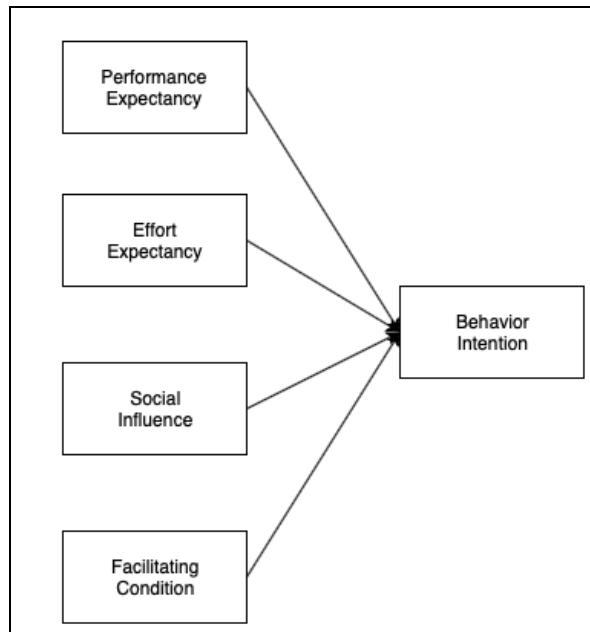 Performance
Expectancy
Effort
Expectancy
Social
Influence
Facilitating
Condition
Behavior
Intention